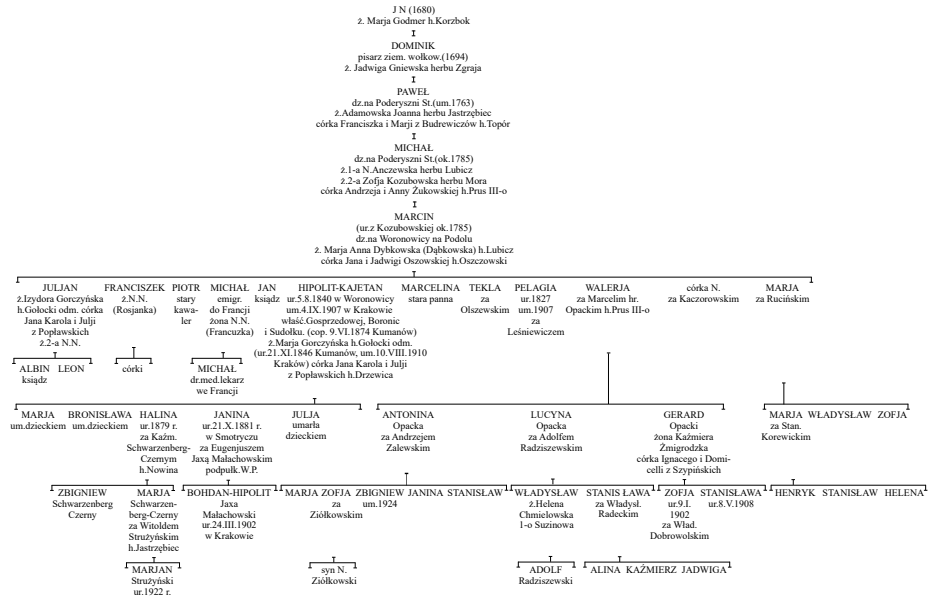 J N (1680)
ż. Marja Godmer h.Korzbok
DOMINIK
pisarz ziem. wołkow.(1694)
ż. Jadwiga Gniewska herbu Zgraja
PAWEŁ
dz.na Poderyszni St.(um.1763)
ż.Adamowska Joanna herbu Jastrzębiec
córka Franciszka i Marji z Budrewiczów h.Topór
MICHAŁ
dz.na Poderyszni St.(ok.1785)
ż.1-a N.Anczewska herbu Lubicz
ż.2-a Zofja Kozubowska herbu Mora
córka Andrzeja i Anny Żukowskiej h.Prus III-o
MARCIN
(ur.z Kozubowskiej ok.1785)
dz.na Woronowicy na Podolu
ż. Marja Anna Dybkowska (Dąbkowska) h.Lubicz
córka Jana i Jadwigi Oszowskiej h.Oszczowski
JULJAN
ż.Izydora Gorczyńska
h.Gołocki odm. córka
Jana Karola i Julji
z Popławskich
ż.2-a N.N.
FRANCISZEK
ż.N.N.
(Rosjanka)
PIOTR
stary
kawa-
ler
MICHAŁ
emigr.
do Francji
żona N.N.
(Francuzka)
JAN
ksiądz
HIPOLIT-KAJETAN
ur.5.8.1840 w Woronowicy
um.4.IX.1907 w Krakowie
właść.Gosprzedowej, Boronic
i Sudołku. (cop. 9.VI.1874 Kumanów)
ż.Marja Gorczyńska h.Gołocki odm.
(ur.21.XI.1846 Kumanów, um.10.VIII.1910
Kraków) córka Jana Karola i Julji
z Popławskich h.Drzewica
MARCELINA
stara panna
TEKLA
za
Olszewskim
PELAGIA
ur.1827
um.1907
za
Leśniewiczem
WALERJA
za Marcelim hr.
Opackim h.Prus III-o
córka N.
za Kaczorowskim
MARJA
za Rucińskim
ALBIN LEON
ksiądz
córki
MICHAŁ
dr.med.lekarz
we Francji
MARJA
um.dzieckiem
BRONISŁAWA
um.dzieckiem
HALINA
ur.1879 r.
za Kaźm.
Schwarzenberg-
Czernym
h.Nowina
JANINA
ur.21.X.1881 r.
w Smotryczu
za Eugenjuszem
Jaxą Małachowskim
podpułk.W.P.
JULJA
umarła
dzieckiem
ANTONINA
Opacka
za Andrzejem
Zalewskim
LUCYNA
Opacka
za Adolfem
Radziszewskim
GERARD
Opacki
żona Kaźmiera
Żmigrodzka
córka Ignacego i Domi-
celli z Szypińskich
MARJA WŁADYSŁAW ZOFJA
za Stan.
Korewickim
ZBIGNIEW
Schwarzenberg
Czerny
MARJA
Schwarzen-
berg-Czerny
za Witoldem
Strużyńskim
h.Jastrzębiec
BOHDAN-HIPOLIT
Jaxa
Małachowski
ur.24.III.1902
w Krakowie
MARJA ZOFJA ZBIGNIEW JANINA STANISŁAW
za um.1924
Ziółkowskim
WŁADYSŁAW
ż.Helena
Chmielowska
1-o Suzinowa
STANIS ŁAWA
za Władysł.
Radeckim
ZOFJA
ur.9.I.
1902
za Wład.
Dobrowolskim
STANISŁAWA
ur.8.V.1908
HENRYK STANISŁAW HELENA
MARJAN
Strużyński
ur.1922 r.
syn N.
Ziółkowski
ADOLF
Radziszewski
ALINA KAŹMIERZ JADWIGA